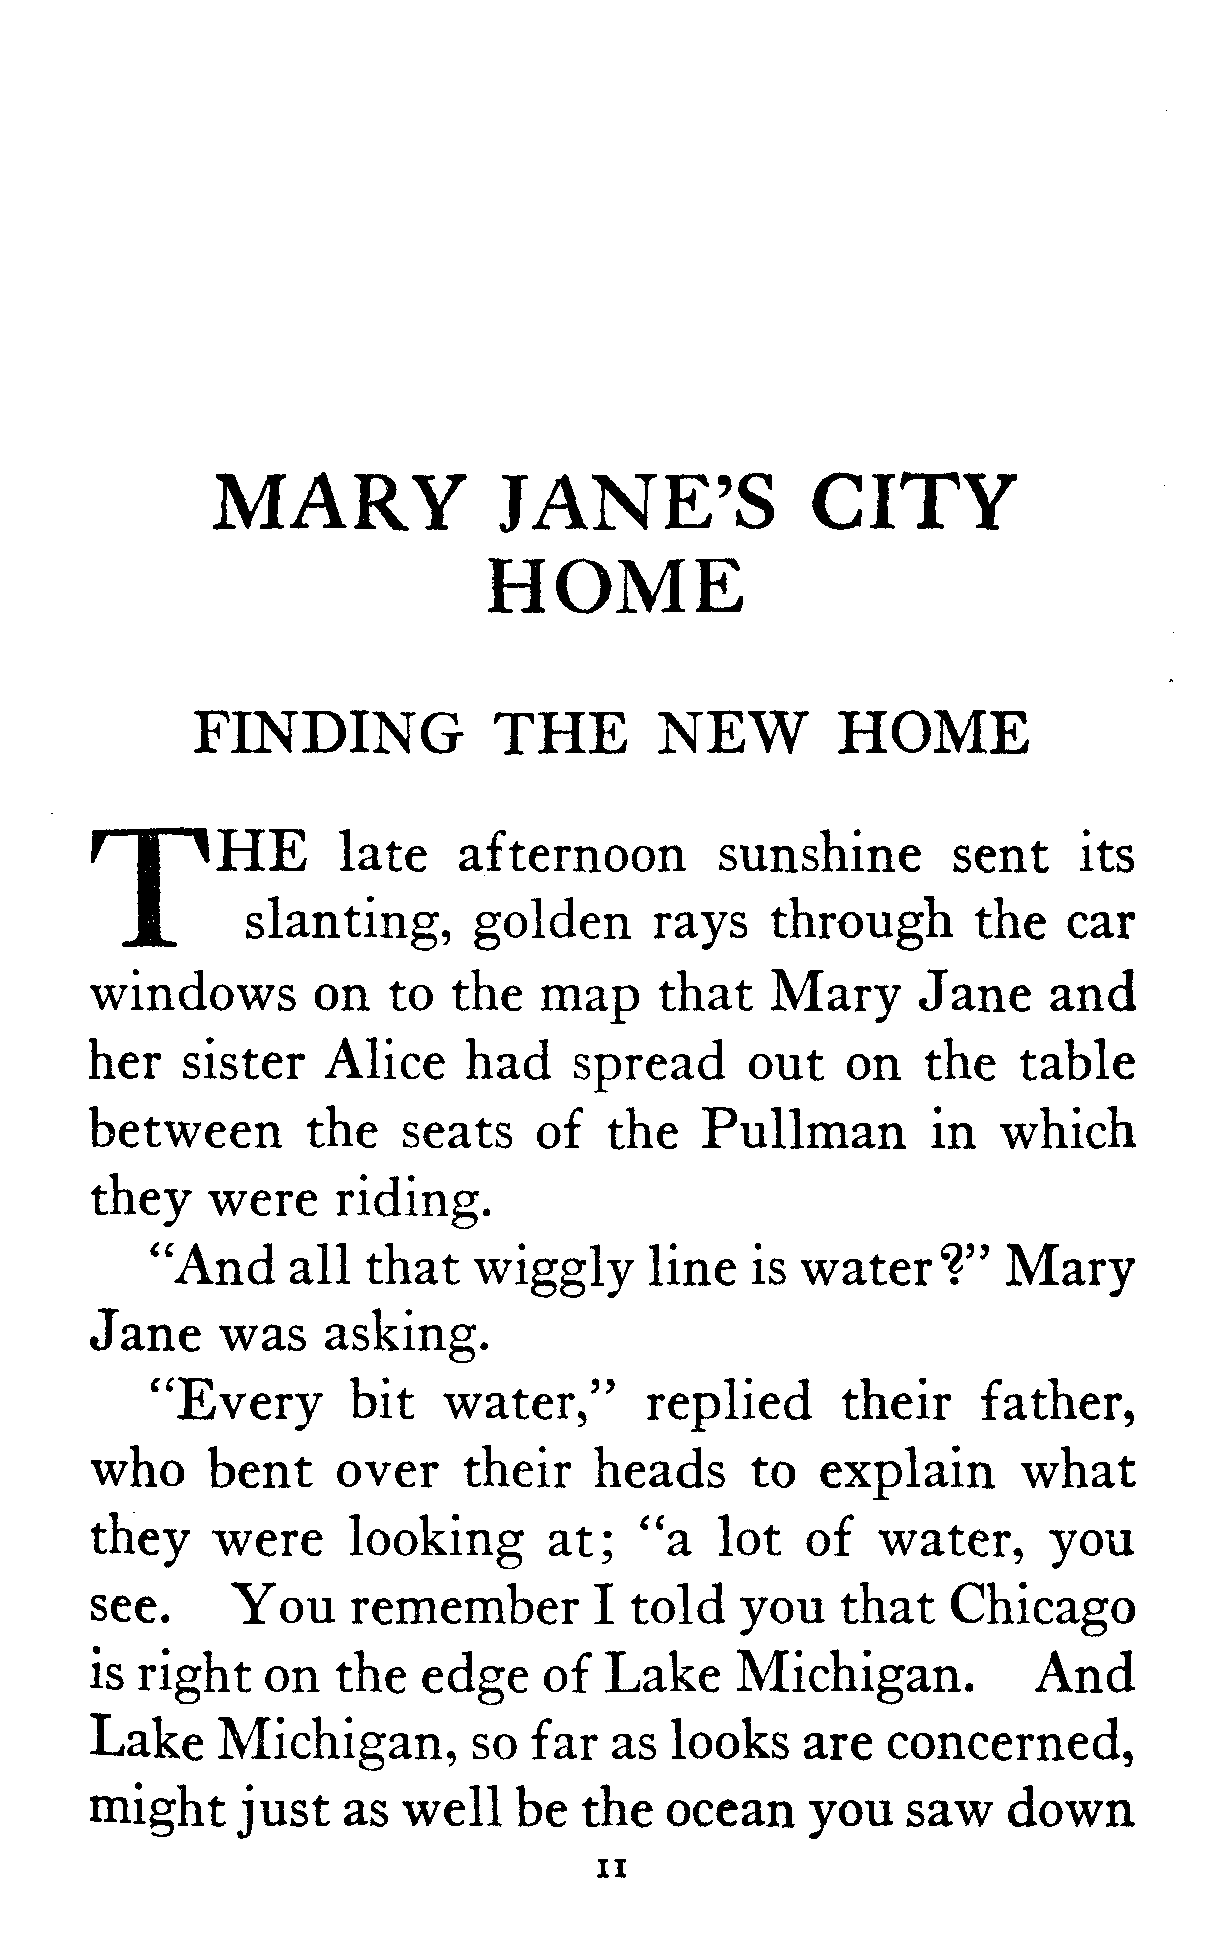 MARY JANE'S CITY
HOME
FINDING THE NEW HOME
THE late afternoon sunshine sent its
slanting, golden rays through the car
windows on to the map that Mary Jane and
her sister Alice had spread out on the table
between the seats of the Pullman in which
they were riding.
“And all that wiggly line is water?” Mary
Jane was asking.
“Every bit water,” replied their father,
who bent over their heads to explain what
they were looking at; “a lot of water, you
see. You remember I told you that Chicago
is right on the edge of Lake Michigan. And
Lake Michigan, so far as looks are concerned,
might just as well be the ocean you saw down
11